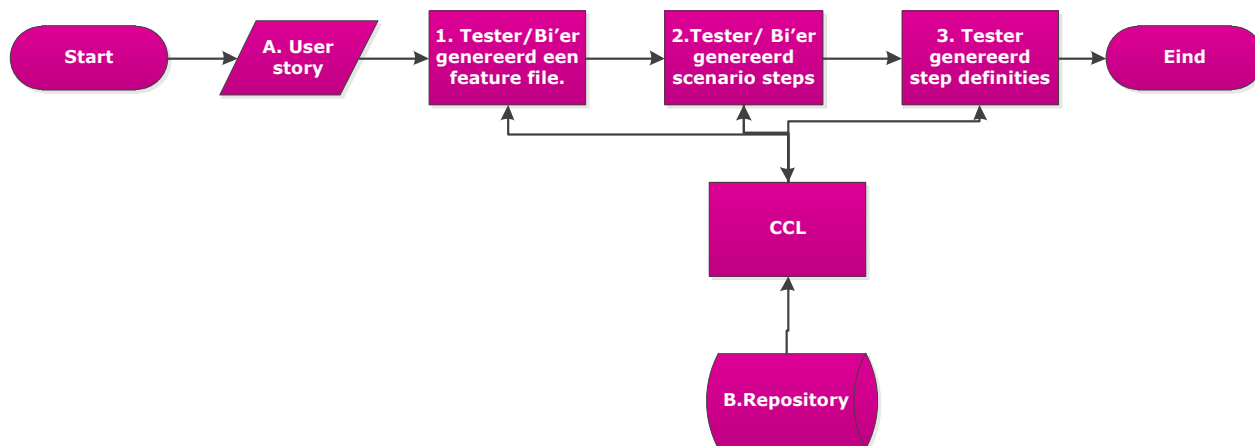 Start
A. User
story
1. Tester/Bi’er
genereerd een
feature file.
2.Tester/ Bi’er
genereerd
scenario steps
3. Tester
genereerd
step definities
Eind
CCL
B.Repository